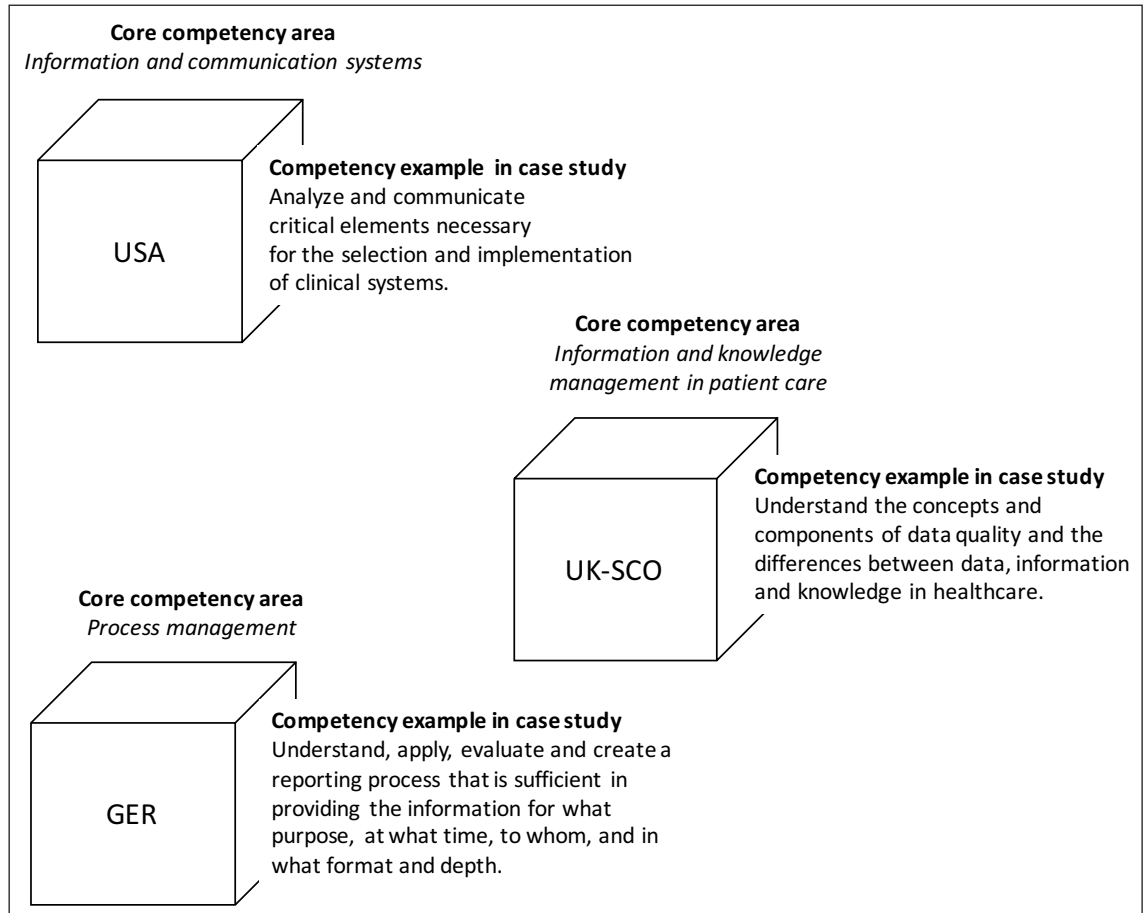 Core competency area
Information and communication systems
USA
Competency example in case study
Analyze and communicate
critical elements necessary
for the selection and implementation
of clinical systems.
Core competency area
Information and knowledge
management in patient care
UK-SCO
Competency example in case study
Understand the concepts and
components of data quality and the
differences between data, information
and knowledge in healthcare.
Core competency area
Process management
GER
Competency example in case study
Understand, apply, evaluate and create a
reporting process that is sufficient in
providing the information for what
purpose, at what time, to whom, and in
what format and depth.